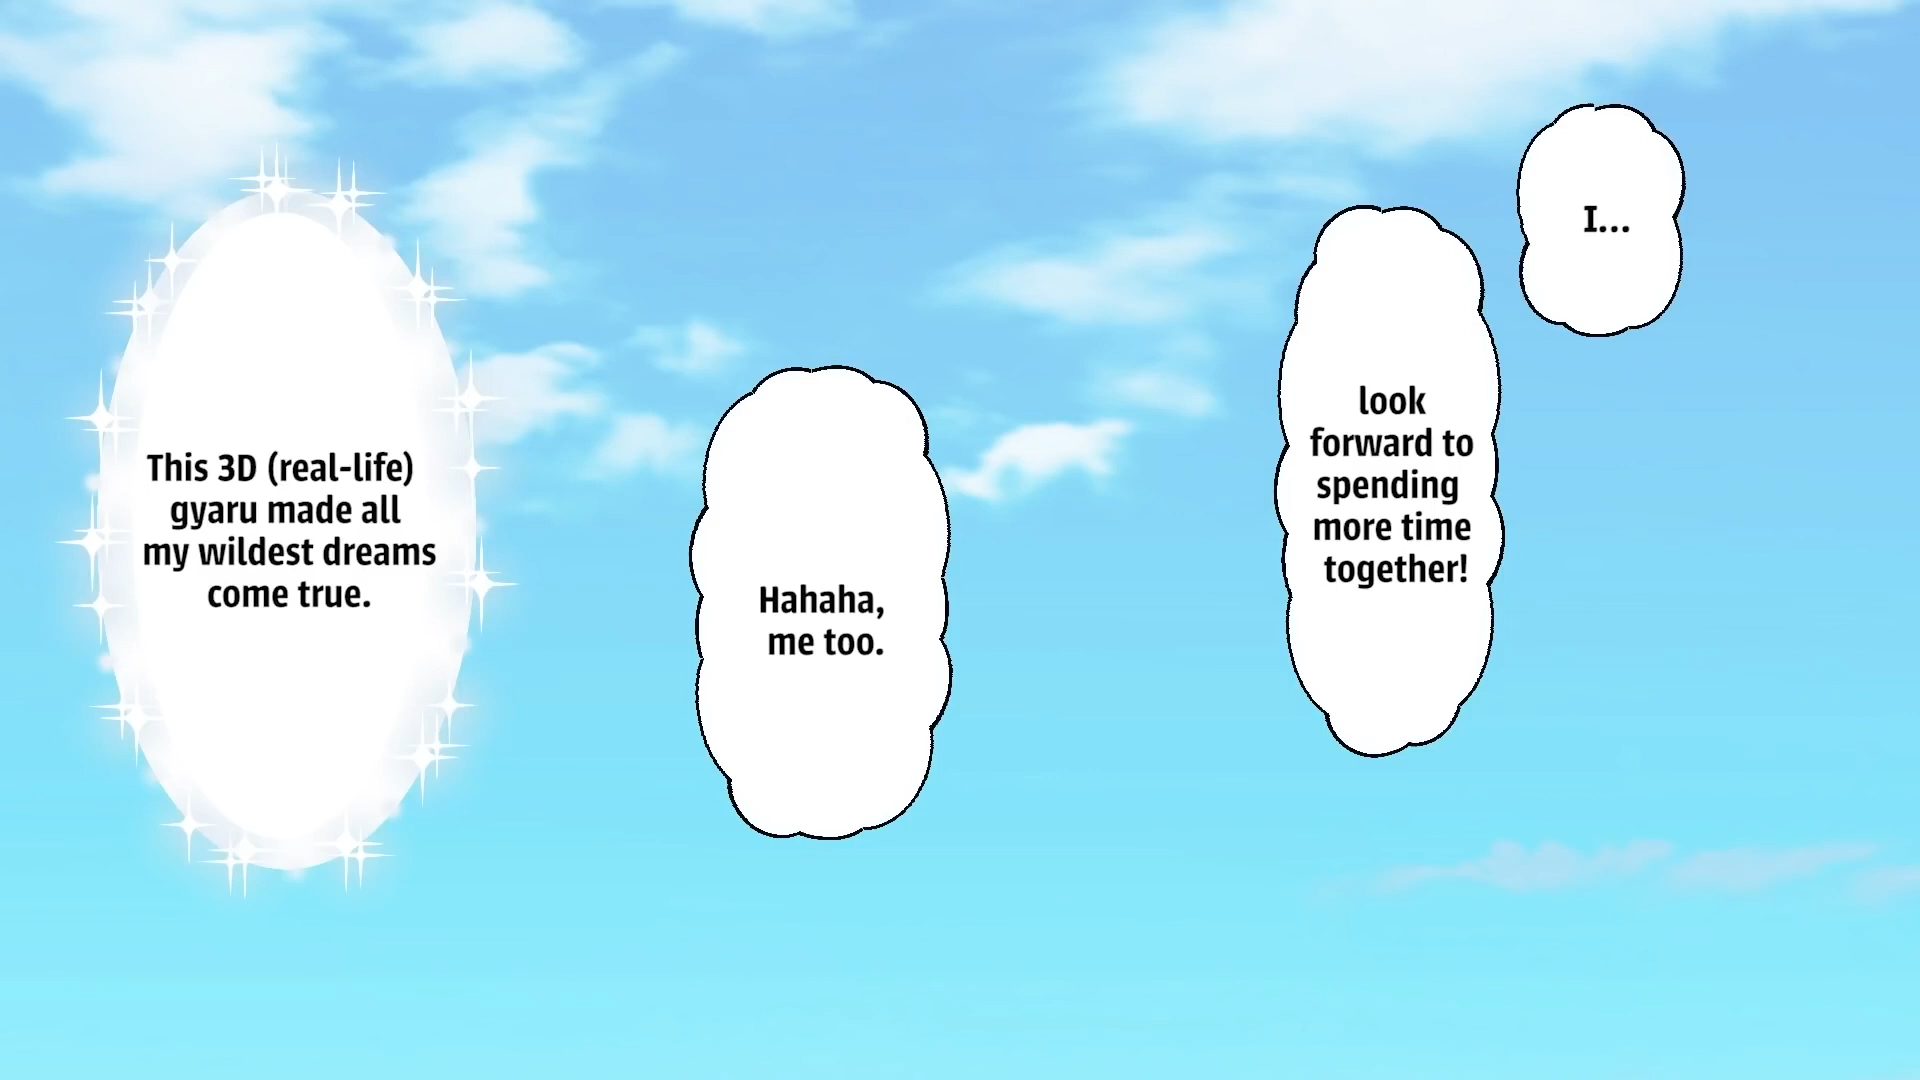 I...
look
forward to
spending
more time
together!
Hahaha,
me too.
This 3D (real-life)
gyaru made all
my wildest dreams
come true.